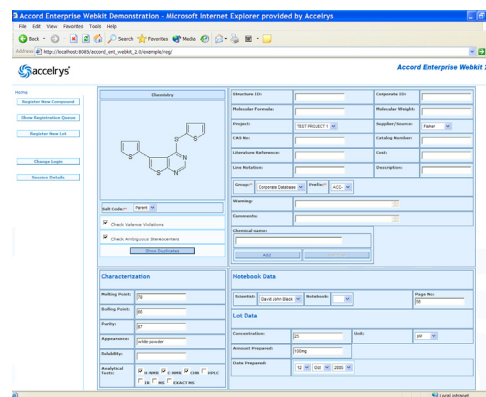 Accord Enterprise Webkit Demonstration - Microsoft Internet Explorer provided by Accelrys
File Edit View Favorites Tools Help
Back Search Favorites Media
Address http://localhost:8089/accord_ent_webkit_2.0/example/reg/
accelrys
Accord Enterprise Webkit
Home
Register New Compound
Show Registration Queue
Register New Lot
Change Login
Session Details
Chemistry
S
S N
S N
Salt Code:* Parent
Check Valence Violations
Check Ambiguous Stereocenters
Show Duplicates
Structure ID: Corporate ID:
Molecular Formula: Molecular Weight:
Project: TEST PROJECT 1 Supplier/Source:
CAS No: Catalog Number:
Literature Reference: Cost:
Line Notation: Description:
Group:* Corporate Database Prefix:* ACC-
Warning:
Comments:
Chemical name:
Add
Characterization
Melting Point: 76
Boiling Point:
Purity: 87
Appearance: white powder
Solubility:
Analytical Tests: H-NMR C-NMR CHN HPLC
IR MS EXACT MS
Notebook Data
Scientist: David John Black Notebook: Page No:
Lot Data
Concentration: 25 Unit: µM
Amount Prepared: 100mg
Date Prepared: 12 Oct 2005
Local intranet